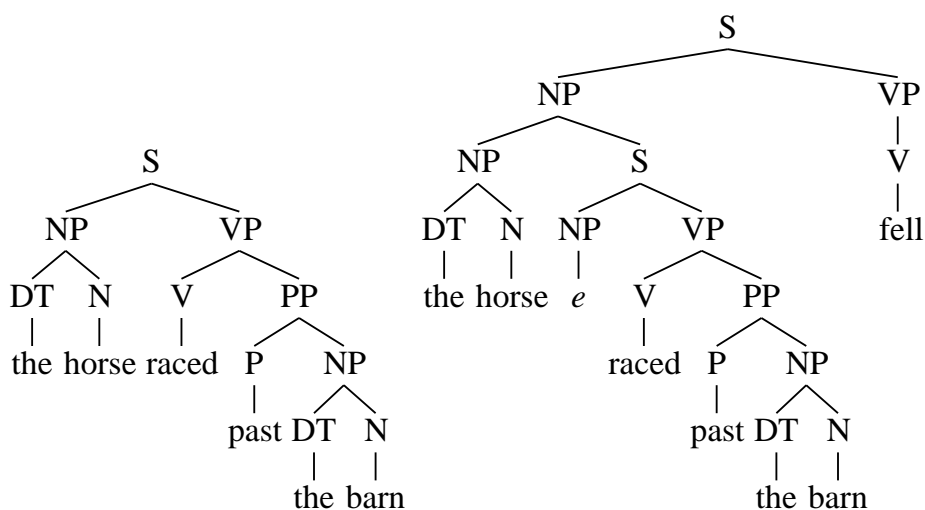 S
NP VP
S NP S V
NP VP DT N NP VP fell
DT N V PP the horse e V PP
the horse raced P NP raced P NP
past DT N past DT N
the barn the barn